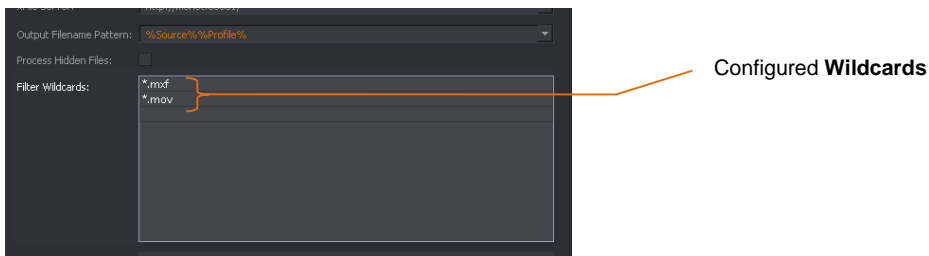 Output Filename Pattern: %Source%%Profile%
Process Hidden Files:
Filter Wildcards: *.mxf
*.mov
Configured Wildcards